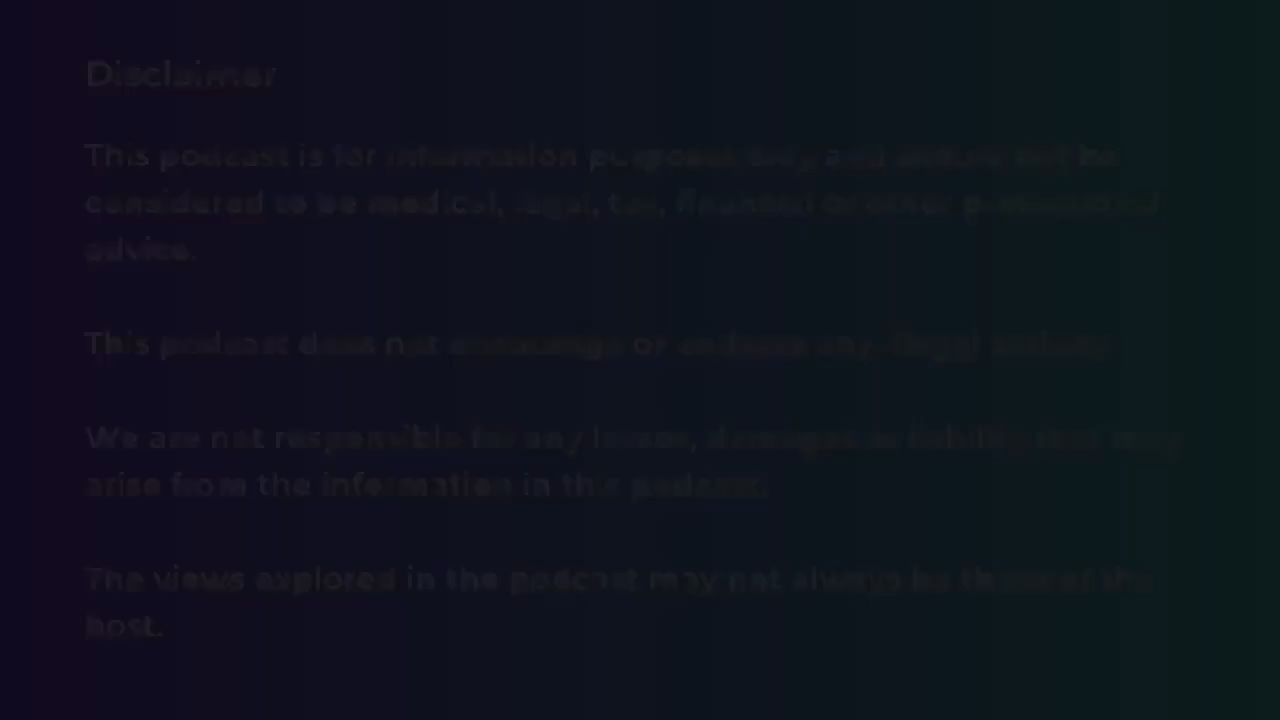 Disclaimer
This podcast is for information purposes only and should not be
considered to be medical, legal, tax, financial or other professional
advice.
This podcast does not encourage or endorse any illegal activity.
We are not responsible for any losses, damages or liability that may
arise from the information in this podcast.
The views explored in the podcast may not always be those of the
host.